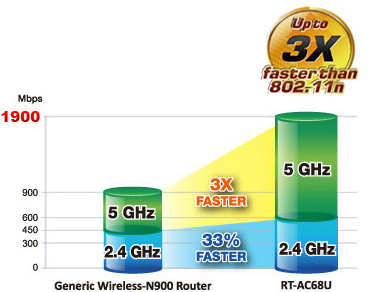 Up to
3X
faster than
802.11n
Mbps
1900
900
600
450
300
0
5 GHz
2.4 GHz
3X
FASTER
33%
FASTER
5 GHz
2.4 GHz
Generic Wireless-N900 Router
RT-AC68U